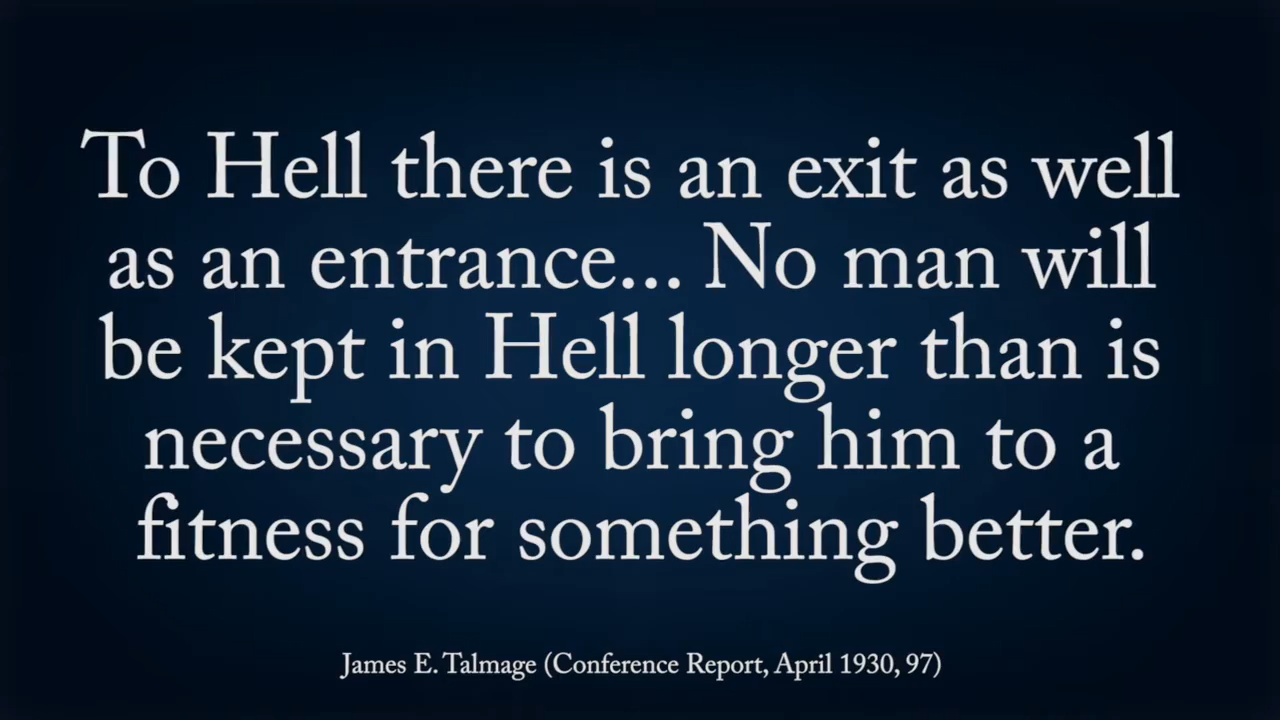 To Hell there is an exit as well
as an entrance... No man will
be kept in Hell longer than is
necessary to bring him to a
fitness for something better.
James E. Talmage (Conference Report, April 1930, 97)